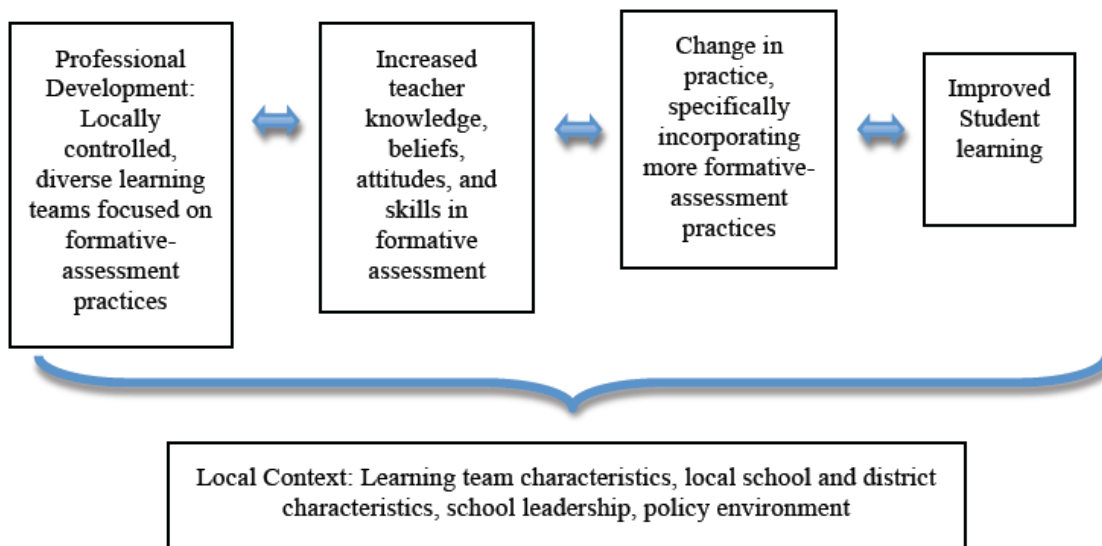 Professional
Development:
Locally
controlled,
diverse learning
teams focused on
formative-
assessment
practices
Increased
teacher
knowledge,
beliefs,
attitudes, and
skills in
formative
assessment
Change in
practice,
specifically
incorporating
more formative-
assessment
practices
Improved
Student
learning
Local Context: Learning team characteristics, local school and district
characteristics, school leadership, policy environment